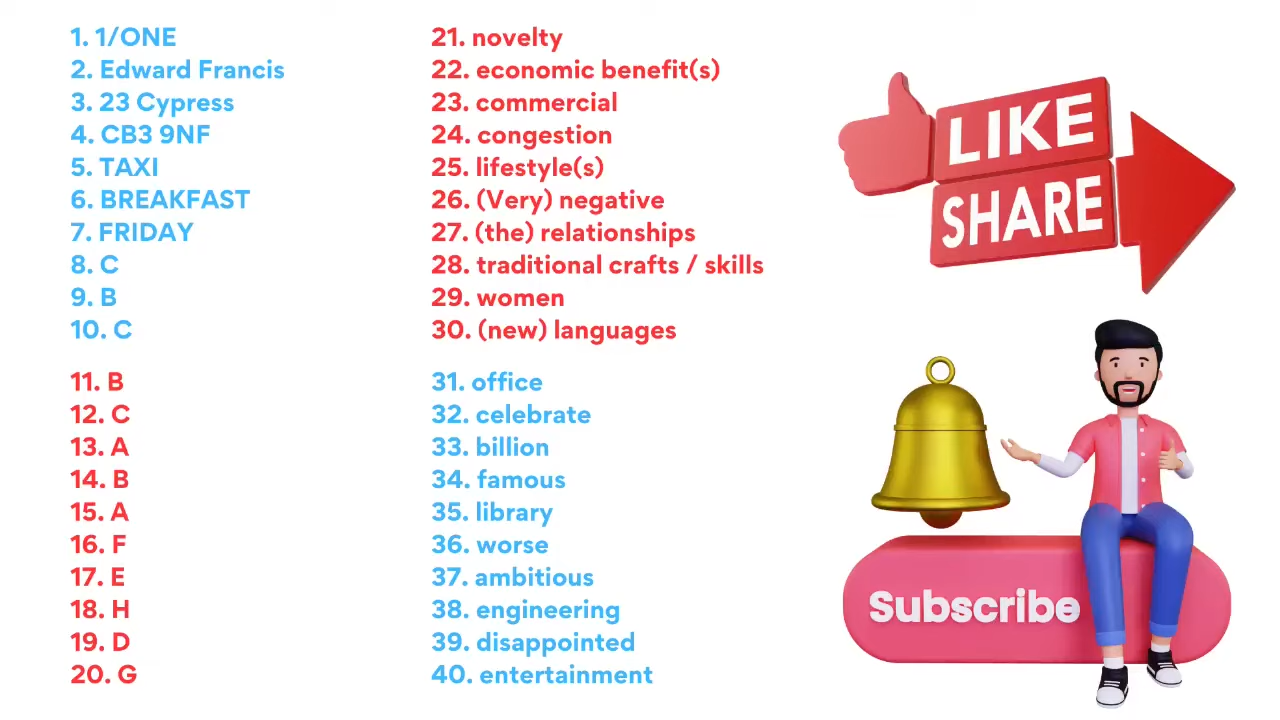 1. 1/ONE
2. Edward Francis
3. 23 Cypress
4. CB3 9NF
5. TAXI
6. BREAKFAST
7. FRIDAY
8. C
9. B
10. C
11. B
12. C
13. A
14. B
15. A
16. F
17. E
18. H
19. D
20. G
21. novelty
22. economic benefit(s)
23. commercial
24. congestion
25. lifestyle(s)
26. (Very) negative
27. (the) relationships
28. traditional crafts / skills
29. women
30. (new) languages
31. office
32. celebrate
33. billion
34. famous
35. library
36. worse
37. ambitious
38. engineering
39. disappointed
40. entertainment
LIKE
SHARE
Subscribe